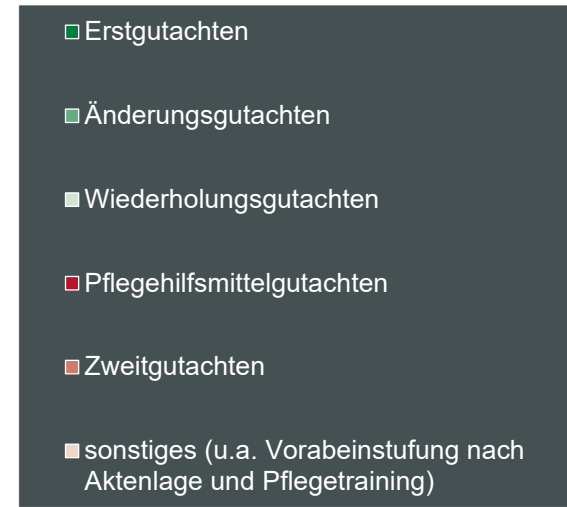 Erstgutachten
Änderungsgutachten
Wiederholungsgutachten
Pflegehilfsmittelgutachten
Zweitgutachten
sonstiges (u.a. Vorabeinstufung nach
Aktenlage und Pflegetraining)